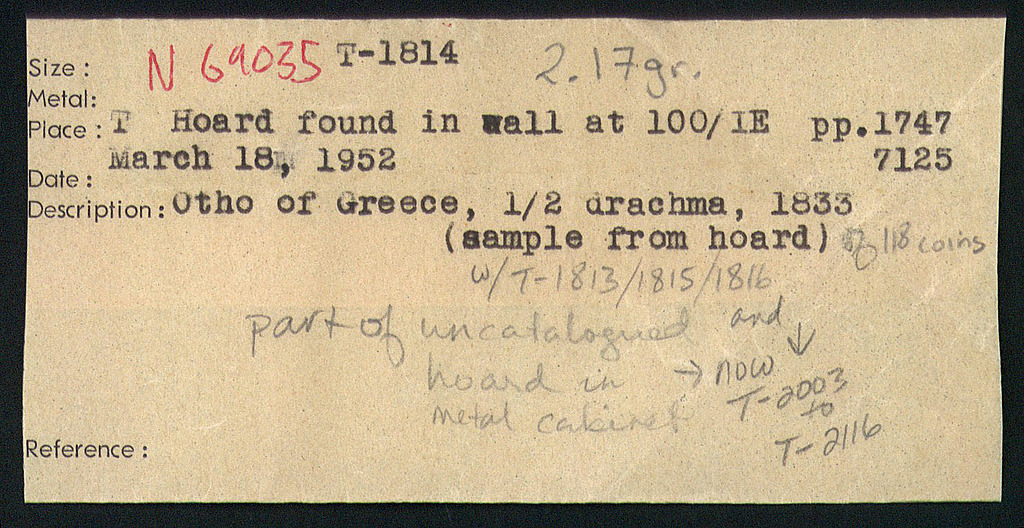 Size: N 69035 T-1814 2.17gr.
Metal:
Place: T Hoard found in wall at 100/1E pp.1747
March 18, 1952 7125
Date:
Description: Otho of Greece, 1/2 drachma, 1833
(sample from hoard) of 118 coins
w/T-1813/1815/1816
part of uncatalogued and ↓
hoard in → now
metal cabinet T-2003
to
T-2116
Reference: